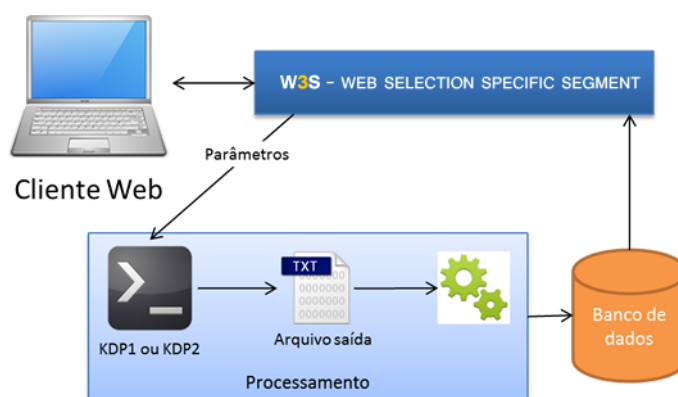 W3S - WEB SELECTION SPECIFIC SEGMENT
Cliente Web
Parâmetros
TXT
KDP1 ou KDP2
Arquivo saída
Processamento
Banco de
dados